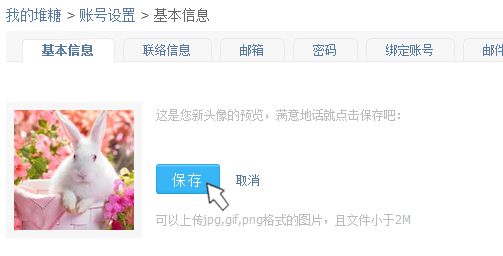 我的堆糖 > 账号设置 > 基本信息
基本信息 联络信息 邮箱 密码 绑定账号 邮件
这是您新头像的预览，满意地话就点击保存吧：
保存 取消
可以上传jpg,gif,png格式的图片，且文件小于2M